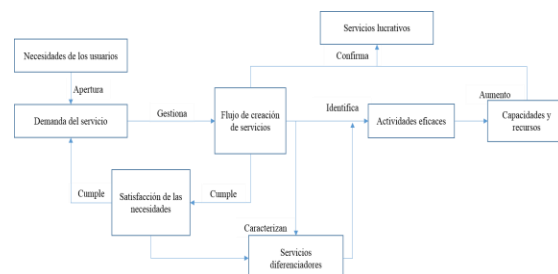 Servicios lucrativos
Necesidades de los usuarios
Confirma
Apertura
Aumento
Demanda del servicio
Gestiona
Flujo de creación
de servicios
Identifica
Actividades eficaces
Capacidades y
recursos
Cumple
Satisfacción de las
necesidades
Cumple
Caracterizan
Servicios
diferenciadores